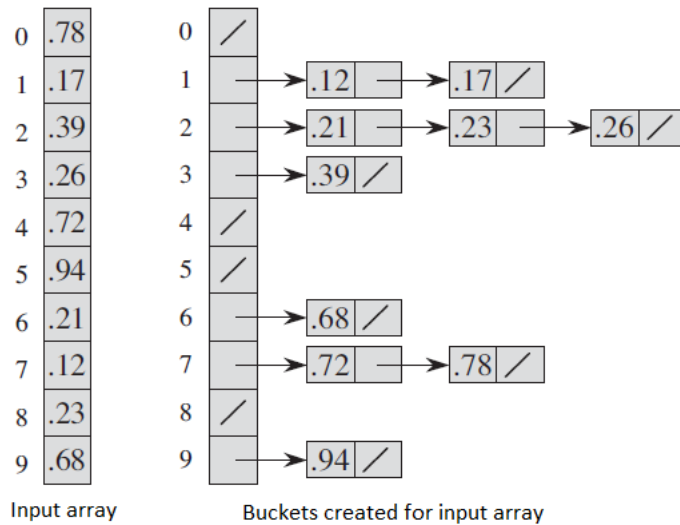 0 .78 0
1 .17 1 .12 .17
2 .39 2 .21 .23 .26
3 .26 3 .39
4 .72 4
5 .94 5
6 .21 6 .68
7 .12 7 .72 .78
8 .23 8
9 .68 9 .94
Input array Buckets created for input array